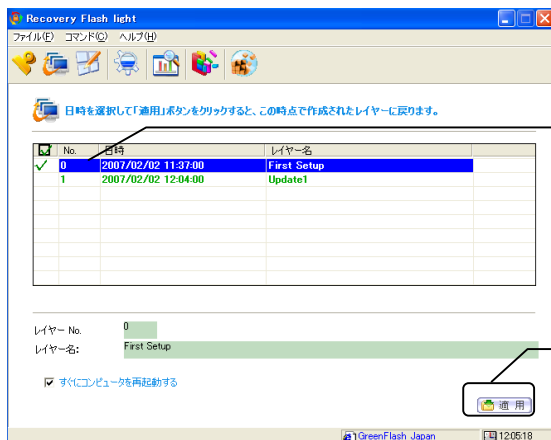 Recovery Flash light
ファイル(F) コマンド(C) ヘルプ(H)
日時を選択して「適用」ボタンをクリックすると、この時点で作成されたレイヤーに戻ります。
No. 日時 レイヤー名
0 2007/02/02 11:37:00 First Setup
1 2007/02/02 12:04:00 Update1
レイヤー No. 0
レイヤー名: First Setup
すぐにコンピュータを再起動する
適用
GreenFlash Japan 12:05:18